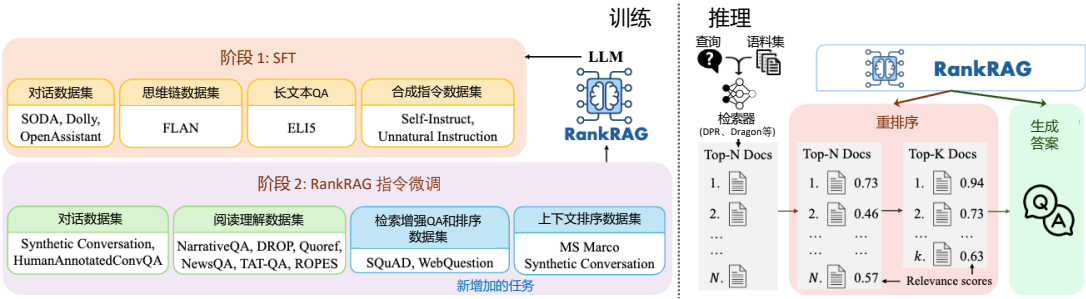 训练
阶段 1: SFT
对话数据集
SODA, Dolly,
OpenAssistant
思维链数据集
FLAN
长文本QA
ELI5
合成指令数据集
Self-Instruct,
Unnatural Instruction
LLM
RankRAG
阶段 2: RankRAG 指令微调
对话数据集
Synthetic Conversation,
HumanAnnotatedConvQA
阅读理解数据集
NarrativeQA, DROP, Quoref,
NewsQA, TAT-QA, ROPES
检索增强QA和排序
数据集
SQuAD, WebQuestion
上下文排序数据集
MS Marco
Synthetic Conversation
新增加的任务
推理
查询
语料集
?
检索器
(DPR、Dragon等)
RankRAG
重排序
生成
答案
Top-N Docs
1.
2.
...
...
N.
Top-N Docs
1. 0.73
2. 0.46
... ...
N. 0.57
Top-K Docs
1. 0.94
2. 0.73
... ...
k. 0.63
Relevance scores
Q
A